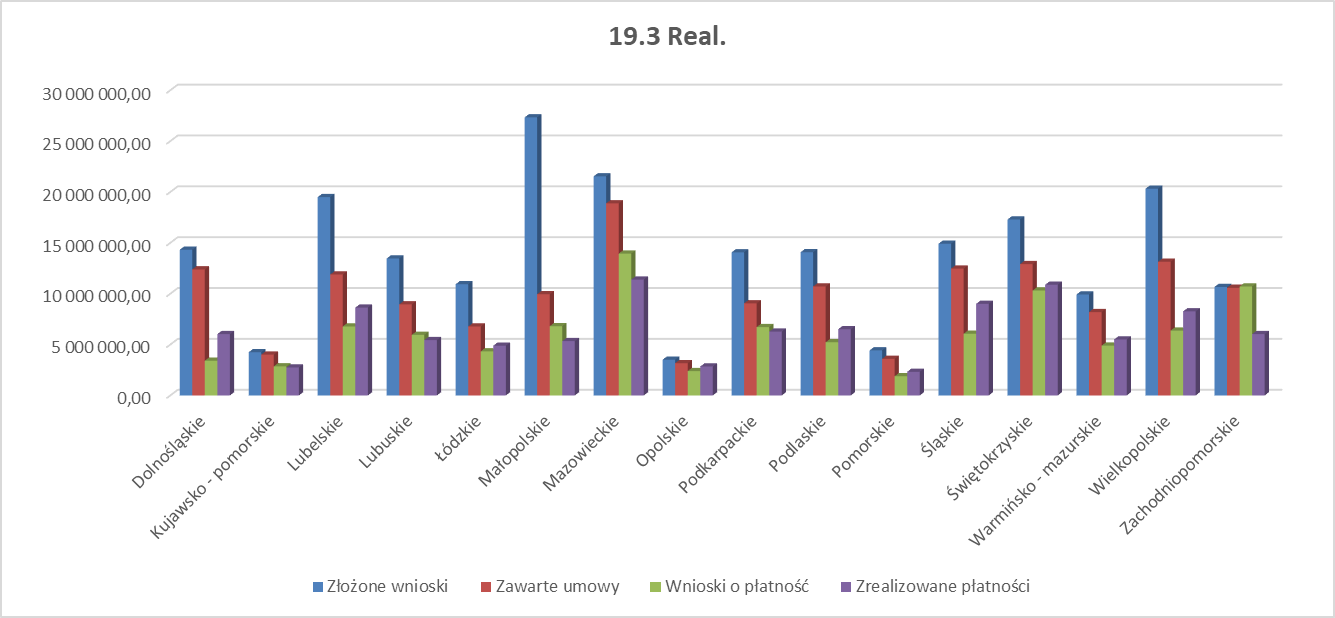 19.3 Real.
30 000 000,00
25 000 000,00
20 000 000,00
15 000 000,00
10 000 000,00
5 000 000,00
0,00
Dolnośląskie
Kujawsko - pomorskie
Lubelskie
Lubuskie
Łódzkie
Małopolskie
Mazowieckie
Opolskie
Podkarpackie
Podlaskie
Pomorskie
Śląskie
Świętokrzyskie
Warmińsko - mazurskie
Wielkopolskie
Zachodniopomorskie
Złożone wnioski
Zawarte umowy
Wnioski o płatność
Zrealizowane płatności